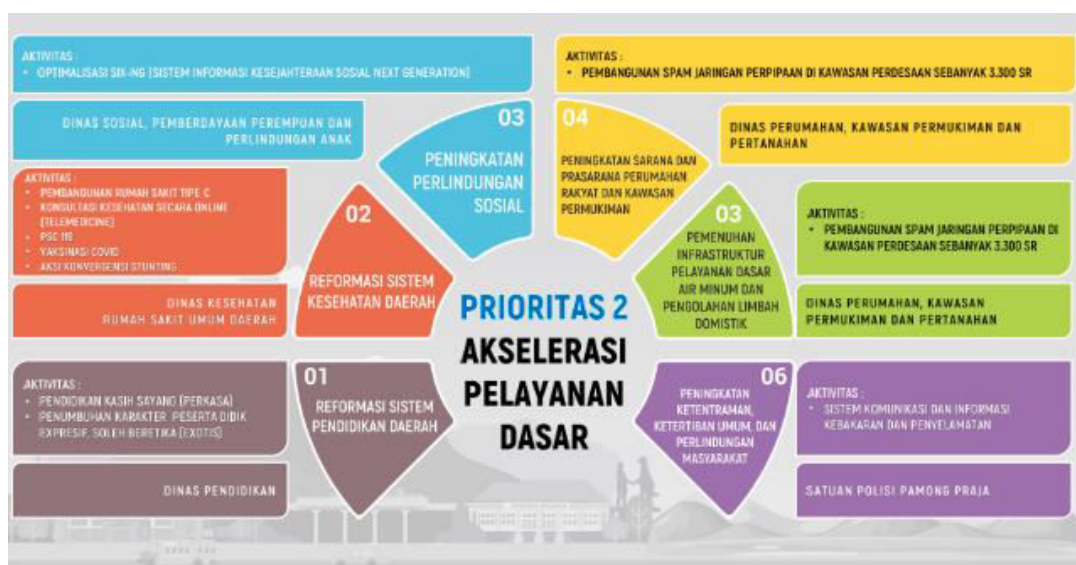 AKTIVITAS :
• OPTIMALISASI SIX-NG (SISTEM INFORMASI KESEJAHTERAAN SOSIAL NEXT GENERATION)
DINAS SOSIAL, PEMBERDAYAAN PEREMPUAN DAN
PERLINDUNGAN ANAK
03
PENINGKATAN
PERLINDUNGAN
SOSIAL
AKTIVITAS :
• PEMBANGUNAN SPAM JARINGAN PERPIPAAN DI KAWASAN PERDESAAN SEBANYAK 3.300 SR
04
PENINGKATAN SARANA DAN
PRASARANA PERUMAHAN
RAKYAT DAN KAWASAN
PERMUKIMAN
DINAS PERUMAHAN, KAWASAN PERMUKIMAN DAN
PERTANAHAN
AKTIVITAS :
• PEMBANGUNAN RUMAH SAKIT TIPE C
• KONSULTASI KESEHATAN SECARA ONLINE
(TELEMEDICINE)
• PSC 119
• VAKSINASI COVID
• AKSI KONVERGENSI STUNTING
DINAS KESEHATAN
RUMAH SAKIT UMUM DAERAH
02
REFORMASI SISTEM
KESEHATAN DAERAH
03
PEMENUHAN
INFRASTRUKTUR
PELAYANAN DASAR
AIR MINUM DAN
PENGOLAHAN LIMBAH
DOMISTIK
AKTIVITAS :
• PEMBANGUNAN SPAM JARINGAN PERPIPAAN DI
KAWASAN PERDESAAN SEBANYAK 3.300 SR
DINAS PERUMAHAN, KAWASAN
PERMUKIMAN DAN PERTANAHAN
PRIORITAS 2
AKSELERASI
PELAYANAN
DASAR
AKTIVITAS :
• PENDIDIKAN KASIH SAYANG (PERKASA)
• PENUMBUHAN KARAKTER PESERTA DIDIK
EXPRESIF, SOLEH BERETIKA (EXOTIS)
DINAS PENDIDIKAN
01
REFORMASI SISTEM
PENDIDIKAN DAERAH
06
PENINGKATAN
KETENTRAMAN,
KETERTIBAN UMUM, DAN
PERLINDUNGAN
MASYARAKAT
AKTIVITAS :
• SISTEM KOMUNIKASI DAN INFORMASI
KEBAKARAN DAN PENYELAMATAN
SATUAN POLISI PAMONG PRAJA